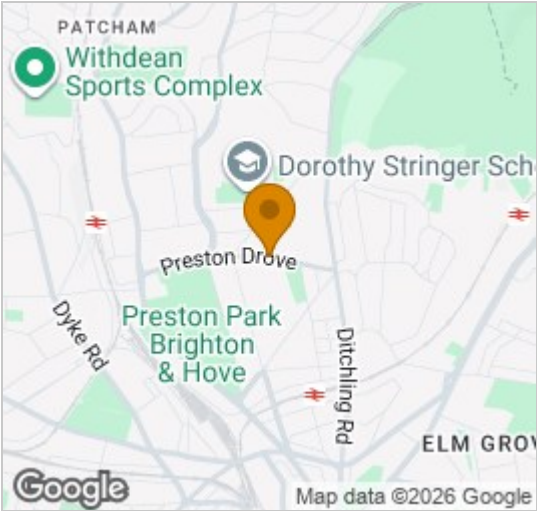 PATCHAM
Withdean
Sports Complex
Dorothy Stringer Sch
Preston Drove
Preston Park
Brighton
& Hove
Dyke Rd
Ditchling Rd
ELM GROV
Google
Map data ©2026 Google